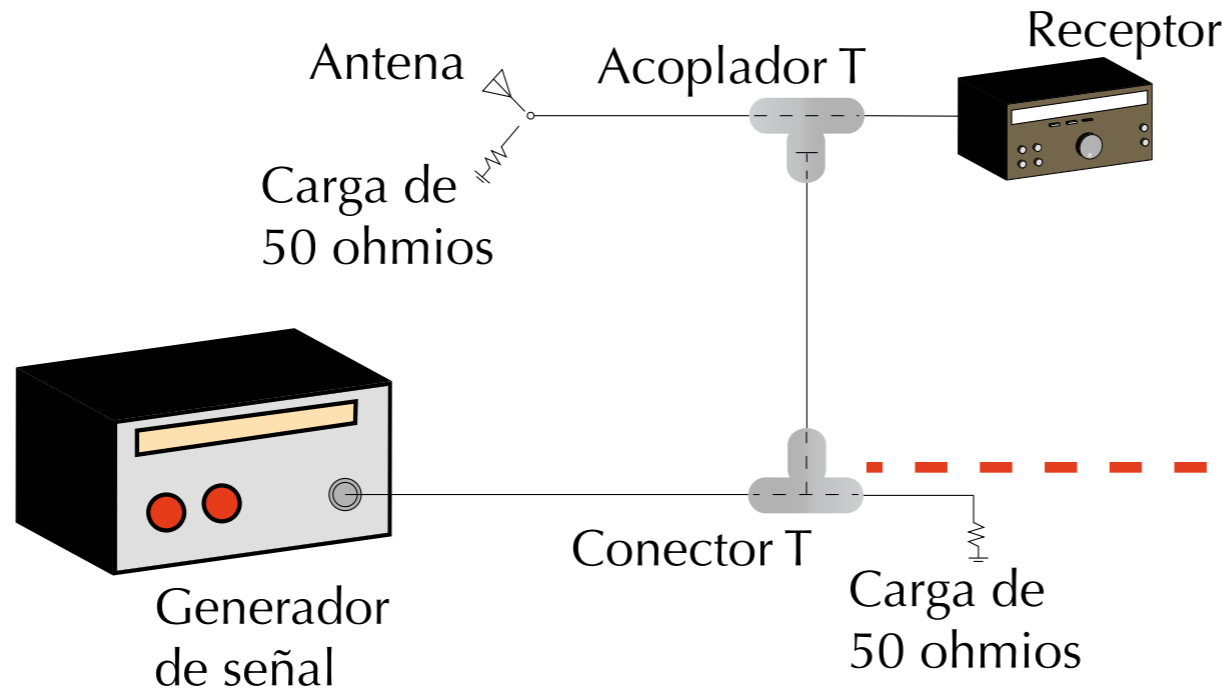 Receptor
Antena
Acoplador T
Carga de
50 ohmios
Conector T
Carga de
50 ohmios
Generador
de señal